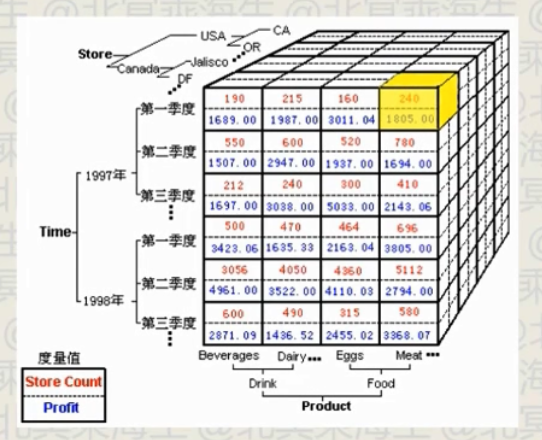 USA
CA
Store
OR
Canada
Jalisco
DF
190 215 160 240
第一季度
1689.00 1987.00 3011.04 1805.00
550 600 520 780
第二季度
1507.00 2947.00 1937.00 1694.00
1997年
212 240 300 410
第三季度
1697.00 3038.00 5033.00 2143.06
Time
500 470 464 696
第一季度
3423.06 1635.33 2163.04 3805.00
3056 4050 4360 5112
第二季度
4961.00 3522.00 4110.03 2794.00
1998年
600 490 315 580
第三季度
2871.09 1436.52 2455.02 3368.07
度量值
Beverages Dairy Eggs Meat
Store Count
Drink Food
Profit
Product